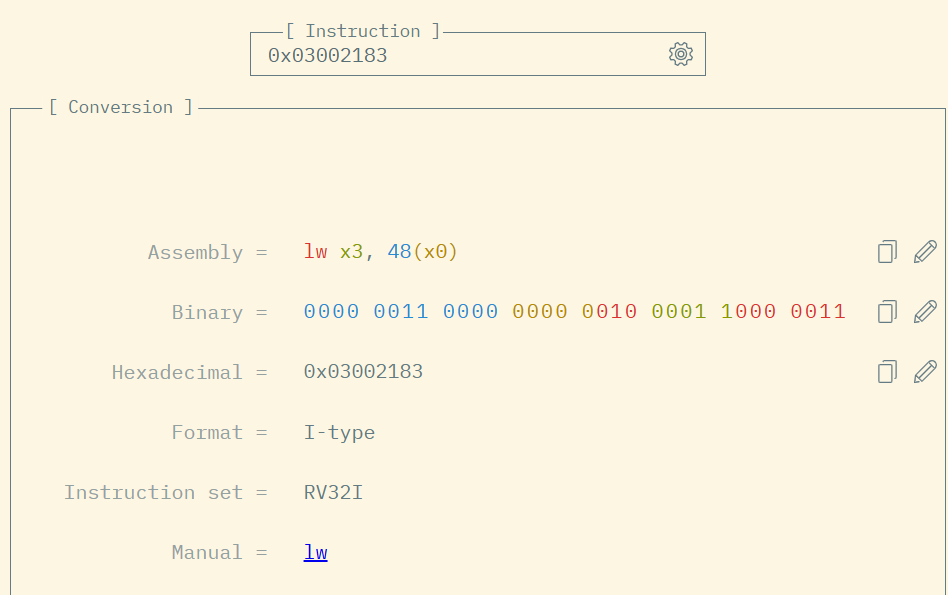 [ Instruction ]
0x03002183
[ Conversion ]
Assembly = lw x3, 48(x0)
Binary = 0000 0011 0000 0000 0010 0001 1000 0011
Hexadecimal = 0x03002183
Format = I-type
Instruction set = RV32I
Manual = lw